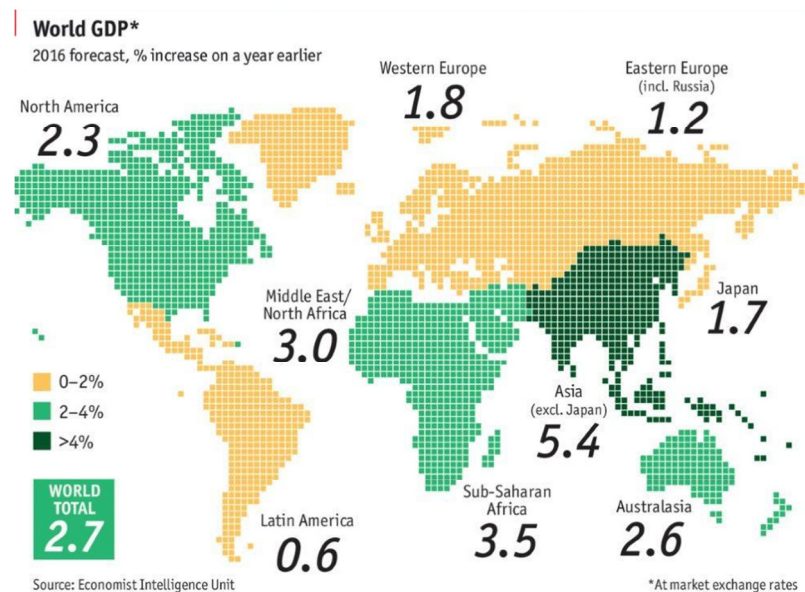 World GDP*
2016 forecast, % increase on a year earlier
North America
2.3
Western Europe
1.8
Eastern Europe
(incl. Russia)
1.2
Middle East/
North Africa
3.0
Japan
1.7
Asia
(excl. Japan)
5.4
Sub-Saharan
Africa
3.5
Australasia
2.6
Latin America
0.6
0–2%
2–4%
>4%
WORLD
TOTAL
2.7
Source: Economist Intelligence Unit
*At market exchange rates